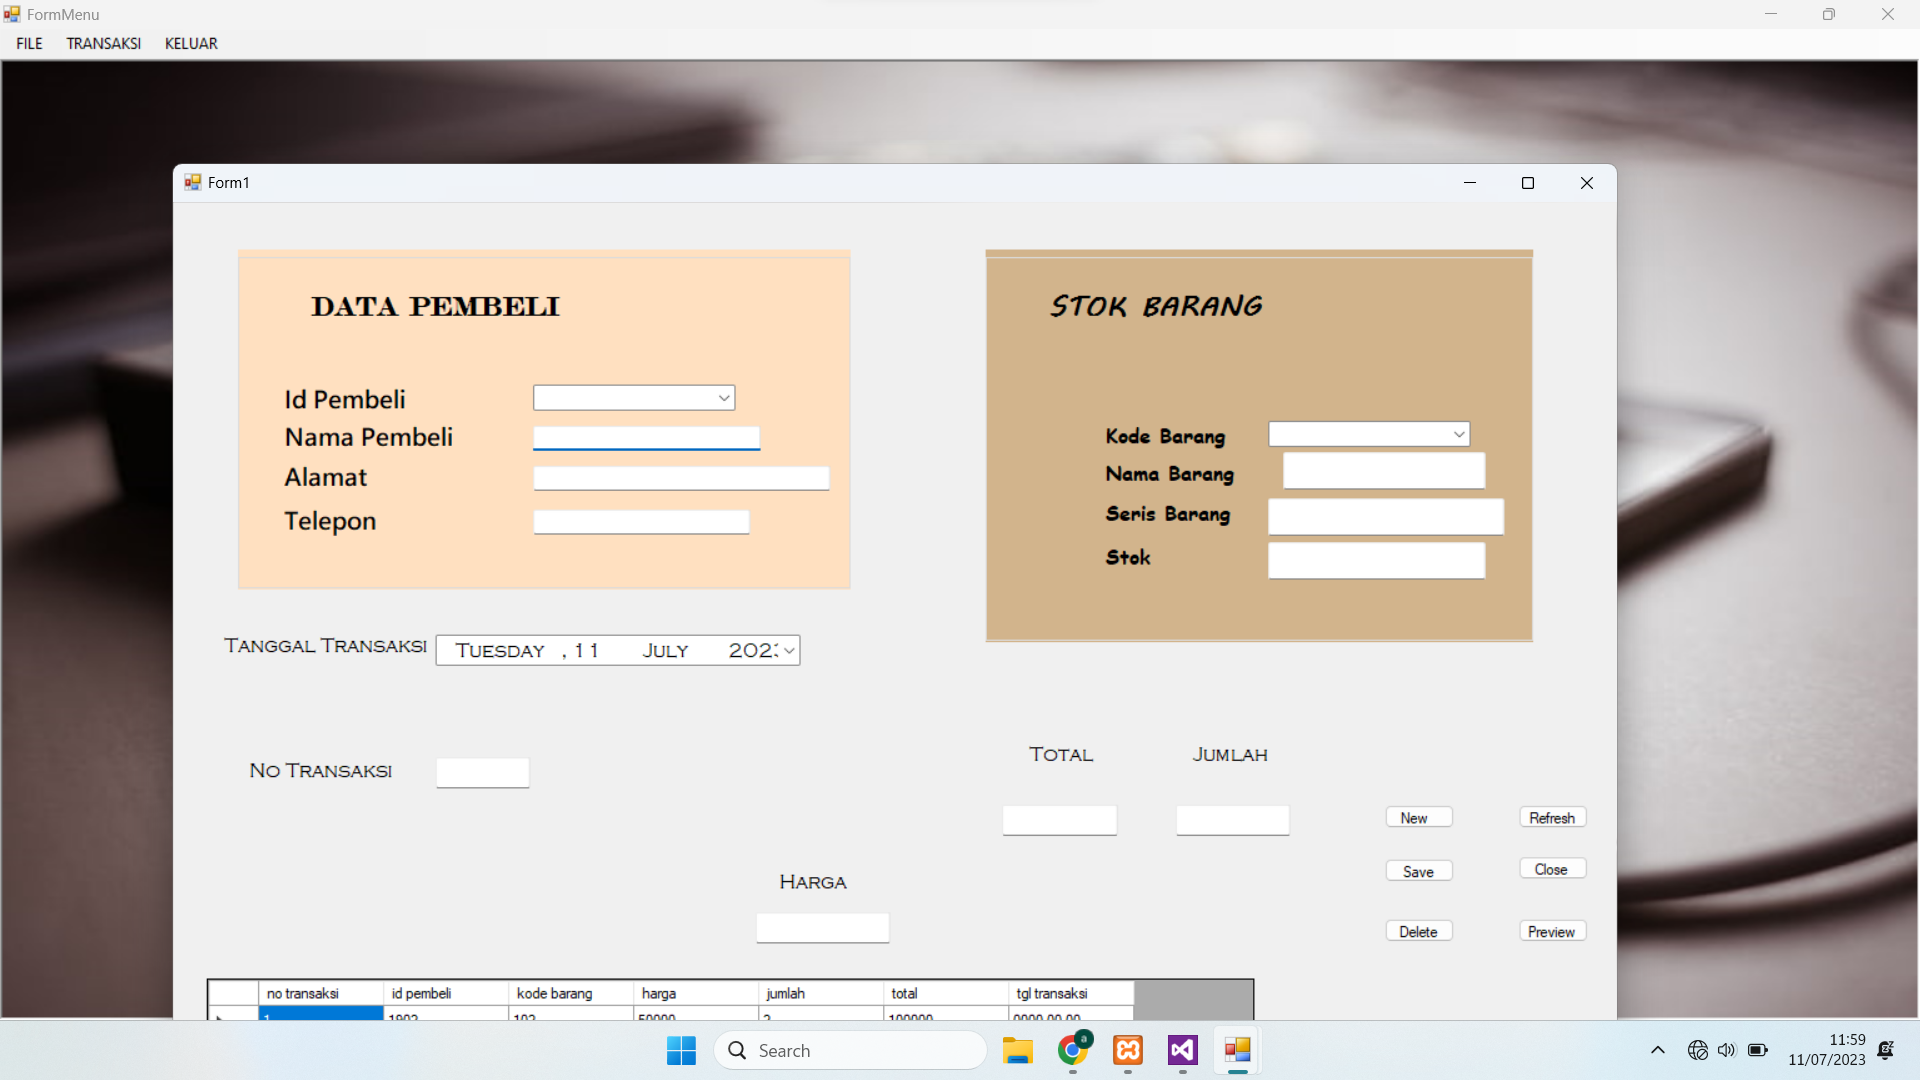 FormMenu
FILE TRANSAKSI KELUAR
Form1
DATA PEMBELI
Id Pembeli
Nama Pembeli
Alamat
Telepon
STOK BARANG
Kode Barang
Nama Barang
Seris Barang
Stok
Tanggal Transaksi Tuesday , 11 July 2023
No Transaksi
Total Jumlah
Harga
New Refresh
Save Close
Delete Preview
no transaksi id pembeli kode barang harga jumlah total tgl transaksi
1 1902 102 50000 2 100000 0000-00-00
Search
11:59
11/07/2023